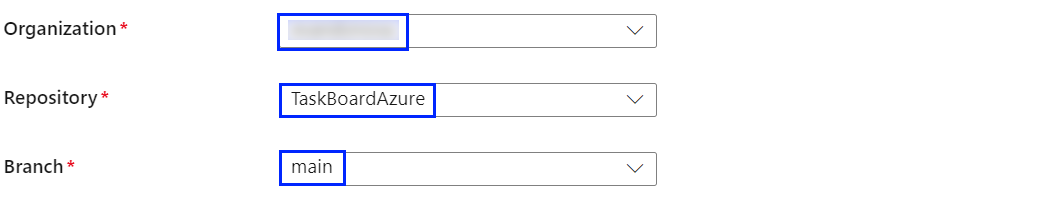 Organization *
Repository * TaskBoardAzure
Branch * main